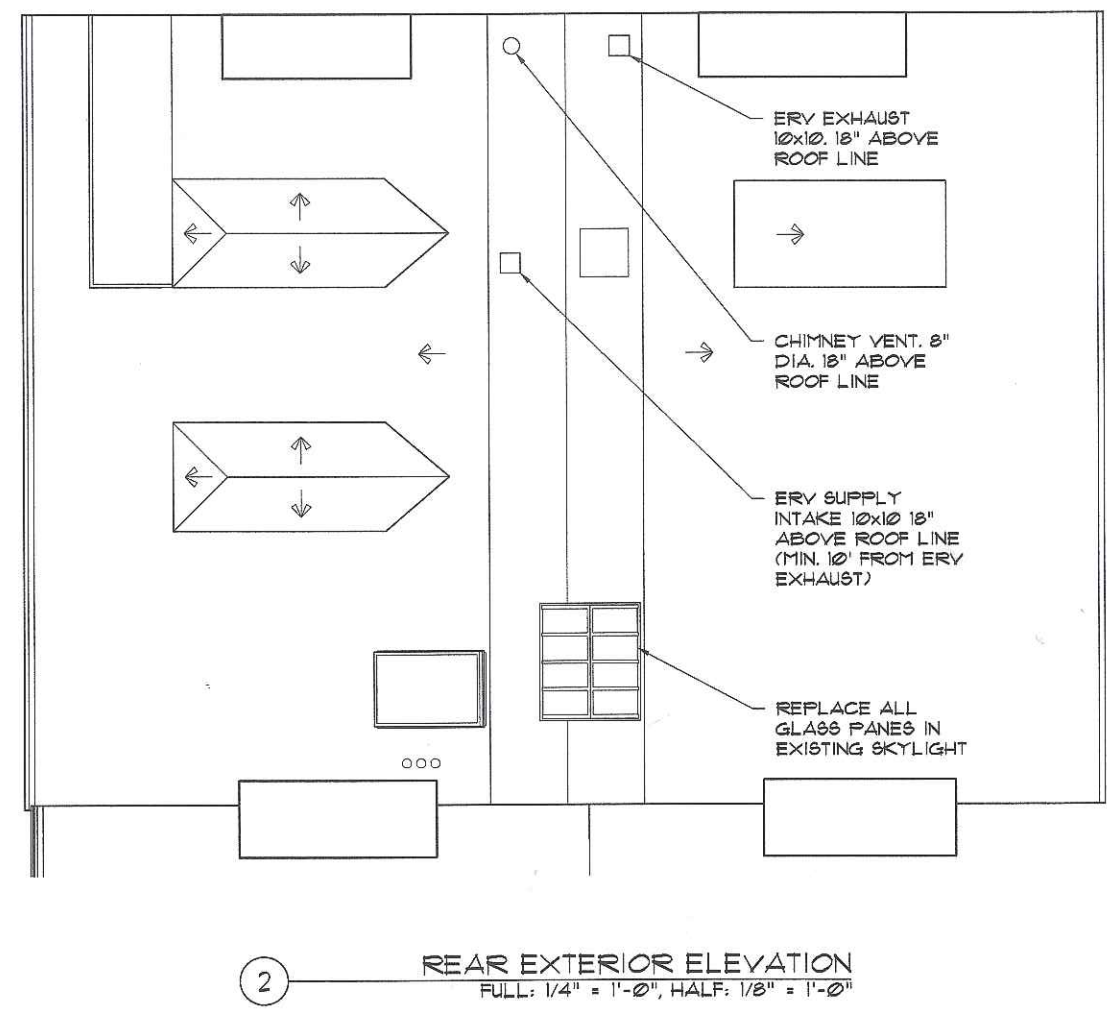 ERV EXHAUST
10x10. 18" ABOVE
ROOF LINE
CHIMNEY VENT. 8"
DIA. 18" ABOVE
ROOF LINE
ERV SUPPLY
INTAKE 10x10 18"
ABOVE ROOF LINE
(MIN. 10' FROM ERV
EXHAUST)
REPLACE ALL
GLASS PANES IN
EXISTING SKYLIGHT
2
REAR EXTERIOR ELEVATION
FULL: 1/4" = 1'-0", HALF: 1/8" = 1'-0"